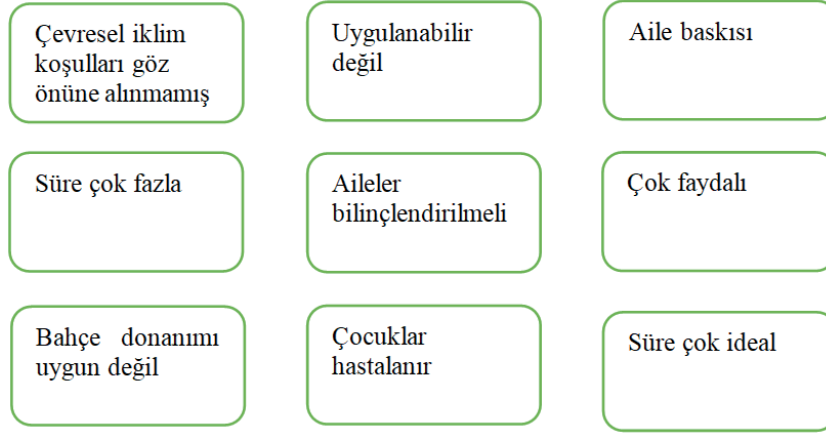 Çevresel iklim
koşulları göz
önüne alınmamış
Uygulanabilir
değil
Aile baskısı
Süre çok fazla
Aileler
bilinçlendirilmeli
Çok faydalı
Bahçe donanımı
uygun değil
Çocuklar
hastalanır
Süre çok ideal